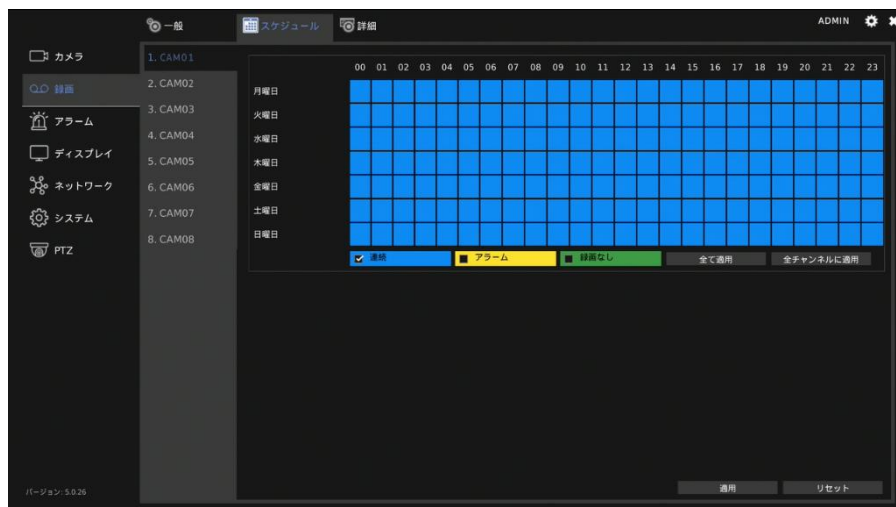 一般 スケジュール 詳細 ADMIN
カメラ
録画
アラーム
ディスプレイ
ネットワーク
システム
PTZ
バージョン: 5.0.26
1. CAM01
2. CAM02
3. CAM03
4. CAM04
5. CAM05
6. CAM06
7. CAM07
8. CAM08
00 01 02 03 04 05 06 07 08 09 10 11 12 13 14 15 16 17 18 19 20 21 22 23
月曜日
火曜日
水曜日
木曜日
金曜日
土曜日
日曜日
連続 アラーム 録画なし 全て適用 全チャンネルに適用
適用 リセット